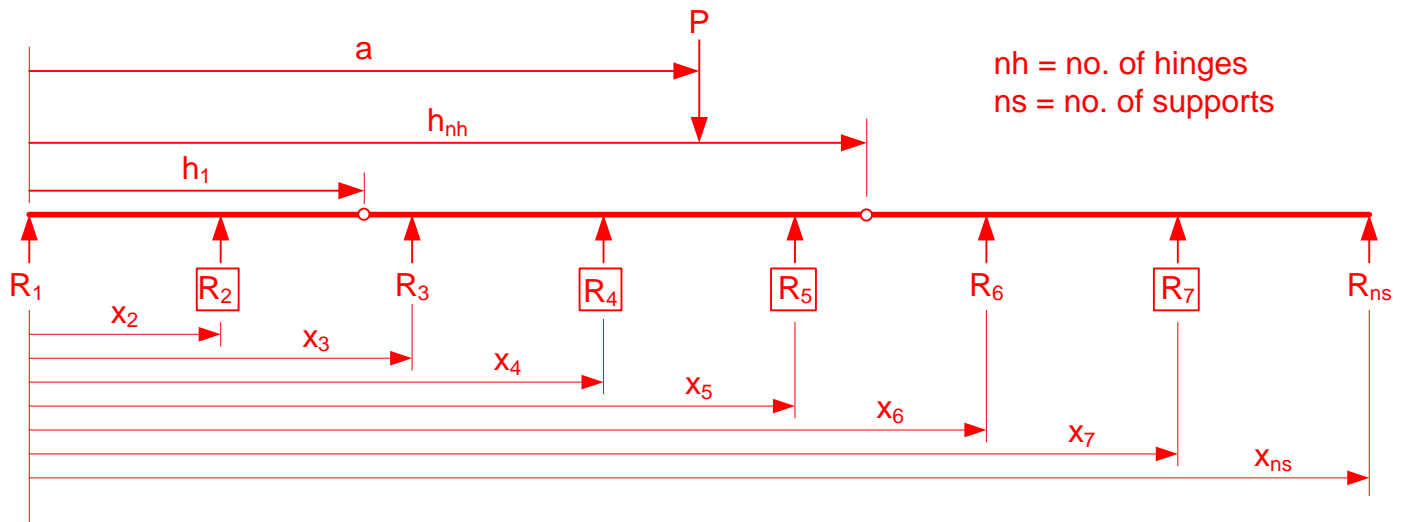 P
a
nh = no. of hinges
ns = no. of supports
hnh
h1
R1 R2 R3 R4 R5 R6 R7 Rns
x2
x3
x4
x5
x6
x7
xns